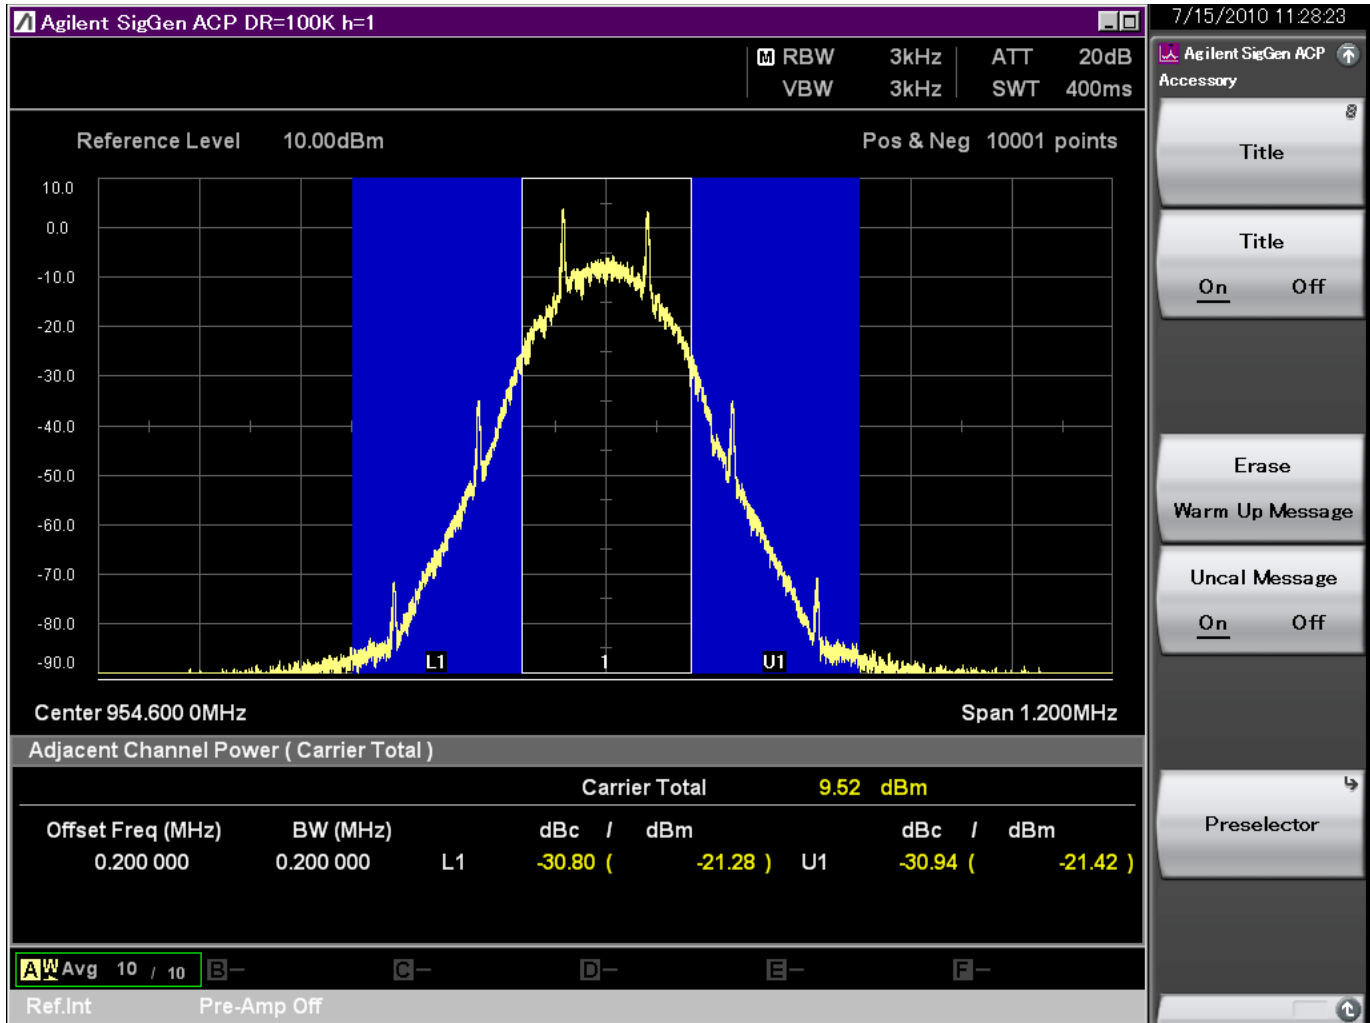 Agilent SigGen ACP DR=100K h=1
7/15/2010 11:28:23
M RBW 3kHz ATT 20dB
VBW 3kHz SWT 400ms
Agilent SigGen ACP
Accessory
Reference Level 10.00dBm Pos & Neg 10001 points
Title
Title
On Off
Erase
Warm Up Message
Uncal Message
On Off
Preselector
10.0
0.0
-10.0
-20.0
-30.0
-40.0
-50.0
-60.0
-70.0
-80.0
-90.0
L1 1 U1
Center 954.600 0MHz Span 1.200MHz
Adjacent Channel Power ( Carrier Total )
Carrier Total 9.52 dBm
Offset Freq (MHz) BW (MHz) dBc / dBm dBc / dBm
0.200 000 0.200 000 L1 -30.80 ( -21.28 ) U1 -30.94 ( -21.42 )
A W Avg 10 / 10 B- C- D- E- F-
Ref.Int Pre-Amp Off